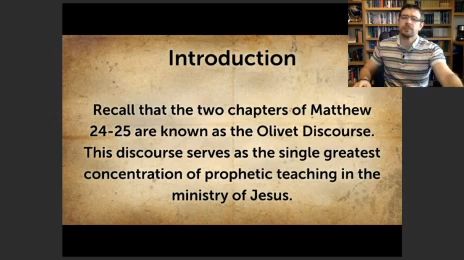 Introduction
Recall that the two chapters of Matthew
24-25 are known as the Olivet Discourse.
This discourse serves as the single greatest
concentration of prophetic teaching in the
ministry of Jesus.